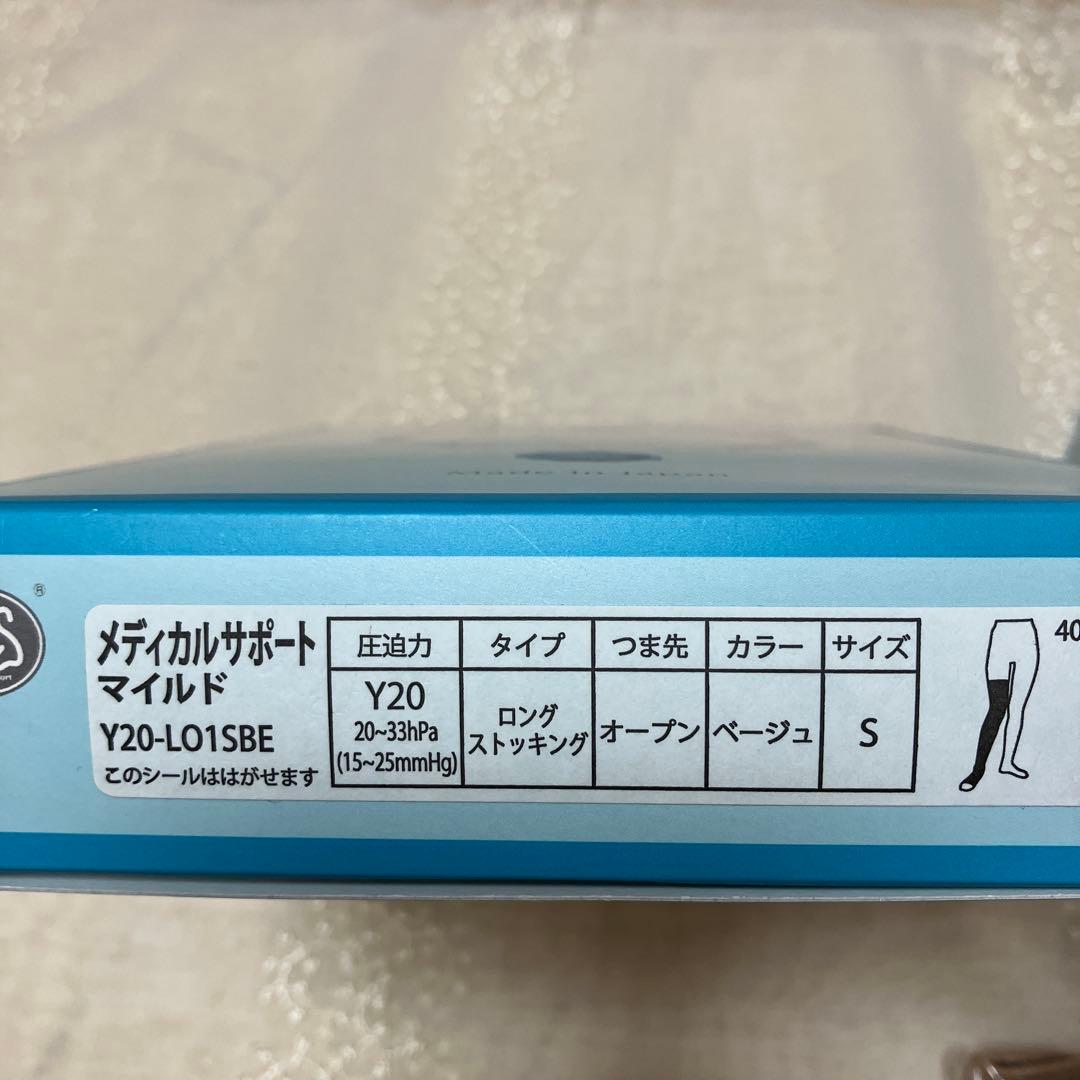 Made in Japan
®
メディカルサポート
マイルド
Y20-LO1SBE
このシールははがせます
圧迫力 タイプ つま先 カラー サイズ
Y20
20~33hPa
(15~25mmHg)
ロング
ストッキング
オープン
ベージュ
S
40